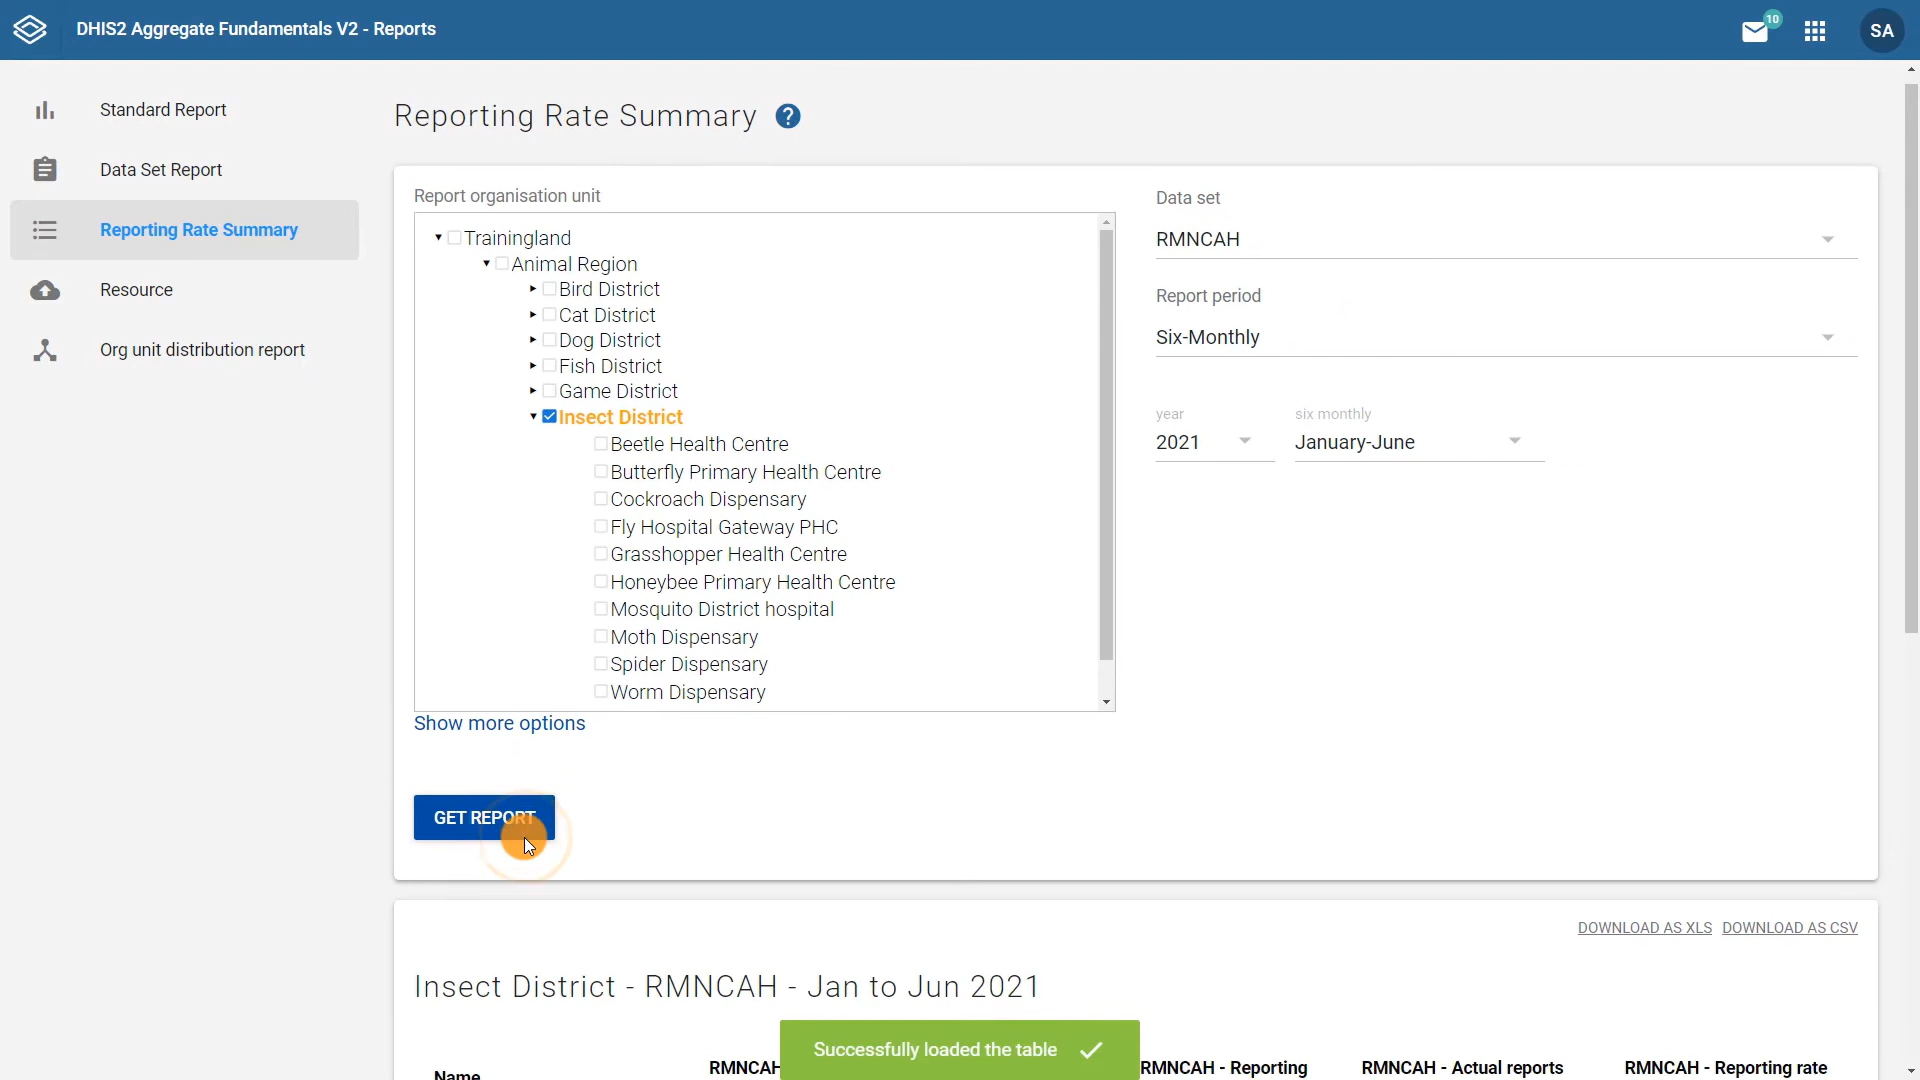 DHIS2 Aggregate Fundamentals V2 - Reports
10
SA
Standard Report
Data Set Report
Reporting Rate Summary
Resource
Org unit distribution report
Reporting Rate Summary ?
Report organisation unit
Trainingland
Animal Region
Bird District
Cat District
Dog District
Fish District
Game District
Insect District
Beetle Health Centre
Butterfly Primary Health Centre
Cockroach Dispensary
Fly Hospital Gateway PHC
Grasshopper Health Centre
Honeybee Primary Health Centre
Mosquito District hospital
Moth Dispensary
Spider Dispensary
Worm Dispensary
Show more options
Data set
RMNCAH
Report period
Six-Monthly
year six monthly
2021 January-June
GET REPORT
DOWNLOAD AS XLS DOWNLOAD AS CSV
Insect District - RMNCAH - Jan to Jun 2021
Successfully loaded the table
Name RMNCAH RMNCAH - Reporting RMNCAH - Actual reports RMNCAH - Reporting rate